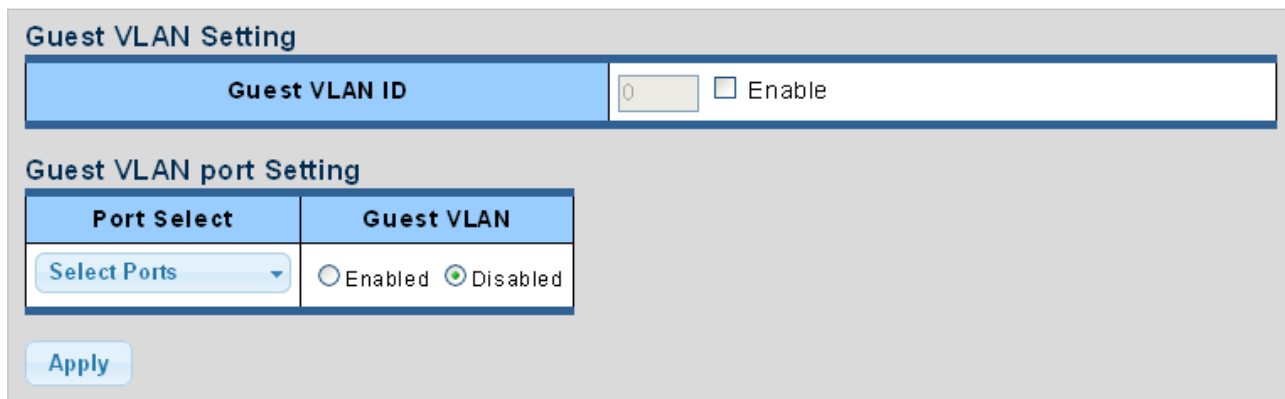 Guest VLAN Setting
Guest VLAN ID 0 Enable
Guest VLAN port Setting
Port Select Guest VLAN
Select Ports Enabled Disabled
Apply